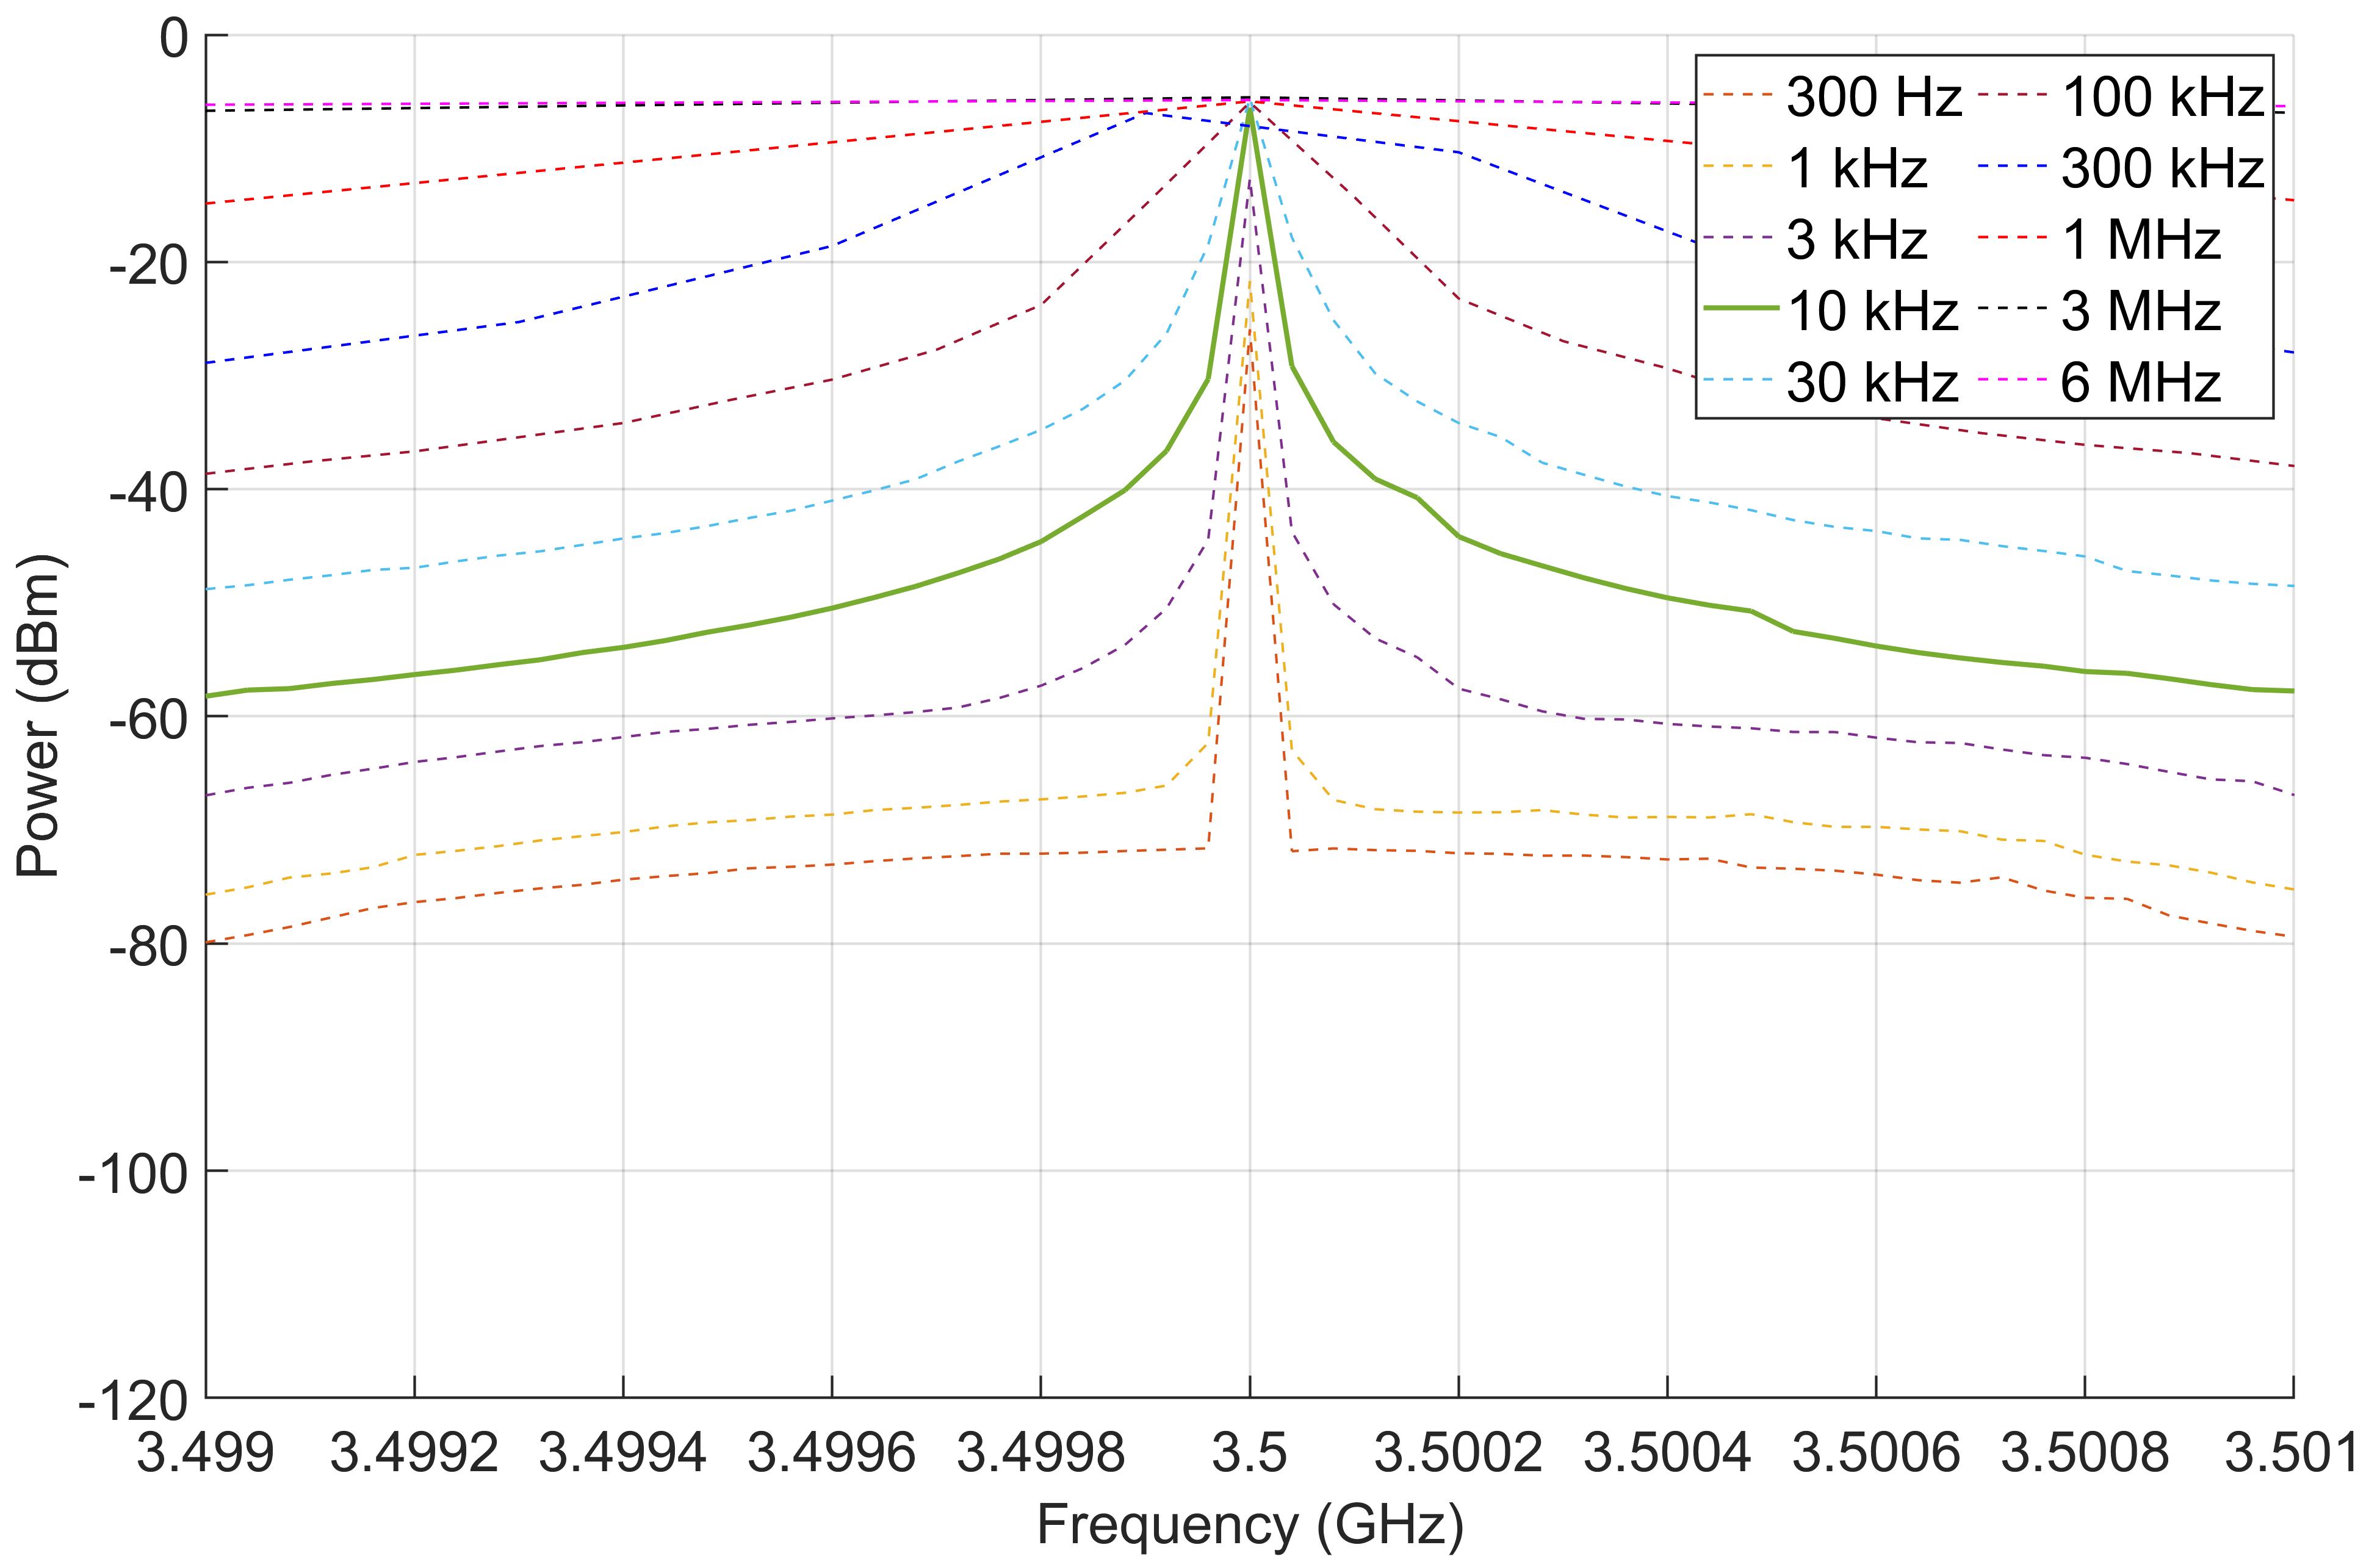 0
-20
-40
-60
-80
-100
-120
Power (dBm)
300 Hz
1 kHz
3 kHz
10 kHz
30 kHz
100 kHz
300 kHz
1 MHz
3 MHz
6 MHz
3.499 3.4992 3.4994 3.4996 3.4998 3.5 3.5002 3.5004 3.5006 3.5008 3.501
Frequency (GHz)